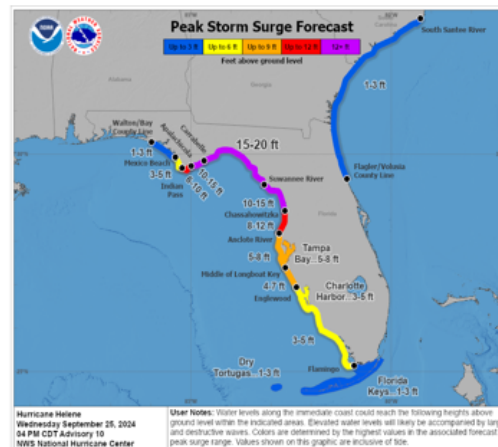 Peak Storm Surge Forecast
Up to 3 ft
Up to 6 ft
Up to 9 ft
Up to 12 ft
12+ ft
Feet above ground level
NOAA
South Santee River
Alabama
Georgia
1-3 ft
Walton/Bay
County Line
Apalachicola
Carrabelle
15-20 ft
1-3 ft
Mexico Beach
3-5 ft
Indian
Pass
6-10 ft
10-15 ft
Suwannee River
Flagler/Volusia
County Line
10-15 ft
Chassahowitzka
8-12 ft
Florida
Anclote River
5-8 ft
Tampa
Bay...5-8 ft
Middle of Longboat Key
4-7 ft
Englewood
Charlotte
Harbor...3-5 ft
3-5 ft
Flamingo
Dry
Tortugas...1-3 ft
Florida
Keys...1-3 ft
Hurricane Helene
Wednesday September 25, 2024
04 PM CDT Advisory 10
NWS National Hurricane Center
User Notes: Water levels along the immediate coast could reach the following heights above
ground level within the indicated areas. Elevated water levels will likely be accompanied by
and destructive waves. Colors are determined by the highest values in the associated forecast
peak surge range. Values shown on this graphic are inclusive of tide.